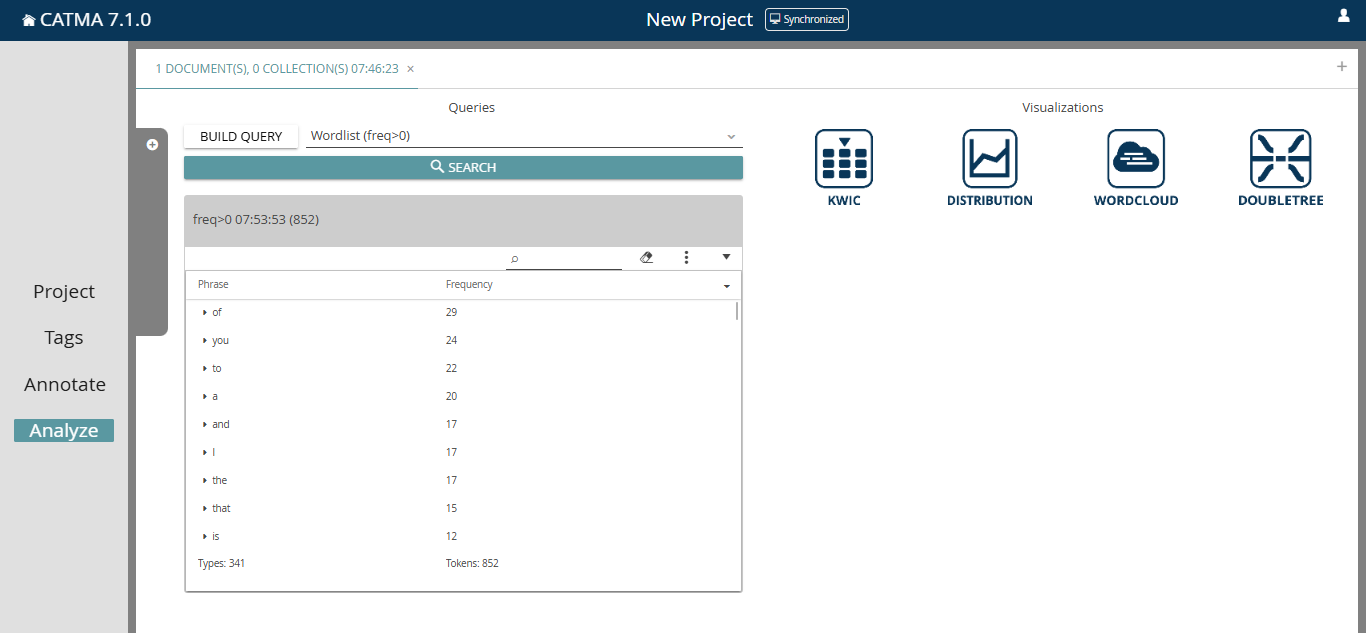 CATMA 7.1.0
New Project
Synchronized
1 DOCUMENT(S), 0 COLLECTION(S) 07:46:23
Project
Tags
Annotate
Analyze
Queries
BUILD QUERY
Wordlist (freq>0)
SEARCH
freq>0 07:53:53 (852)
Phrase Frequency
of 29
you 24
to 22
a 20
and 17
I 17
the 17
that 15
is 12
Types: 341 Tokens: 852
Visualizations
KWIC
DISTRIBUTION
WORDCLOUD
DOUBLETREE